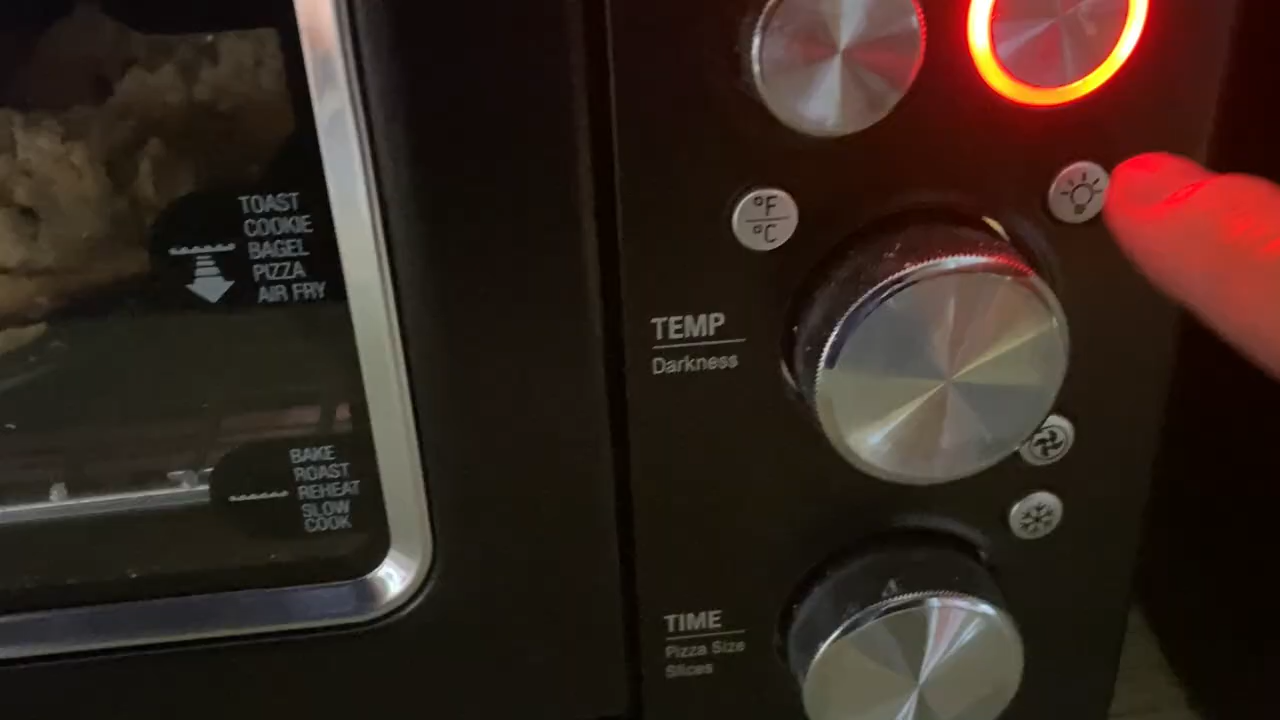 TOAST
COOKIE
BAGEL
PIZZA
AIR FRY
BAKE
ROAST
REHEAT
SLOW
COOK
°F
°C
TEMP
Darkness
TIME
Pizza Size
Slices